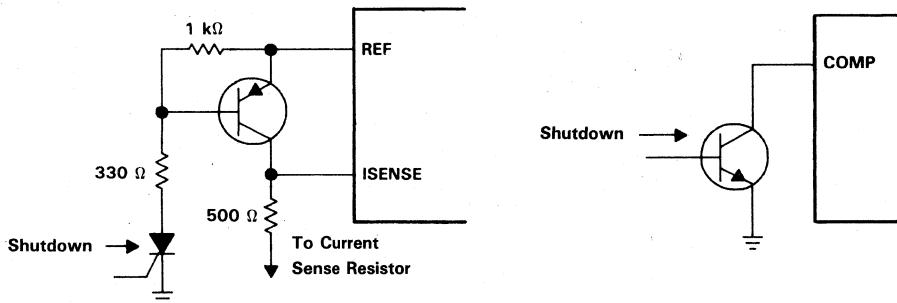 1 kΩ
REF
330 Ω
ISENSE
500 Ω
Shutdown
To Current
Sense Resistor
COMP
Shutdown